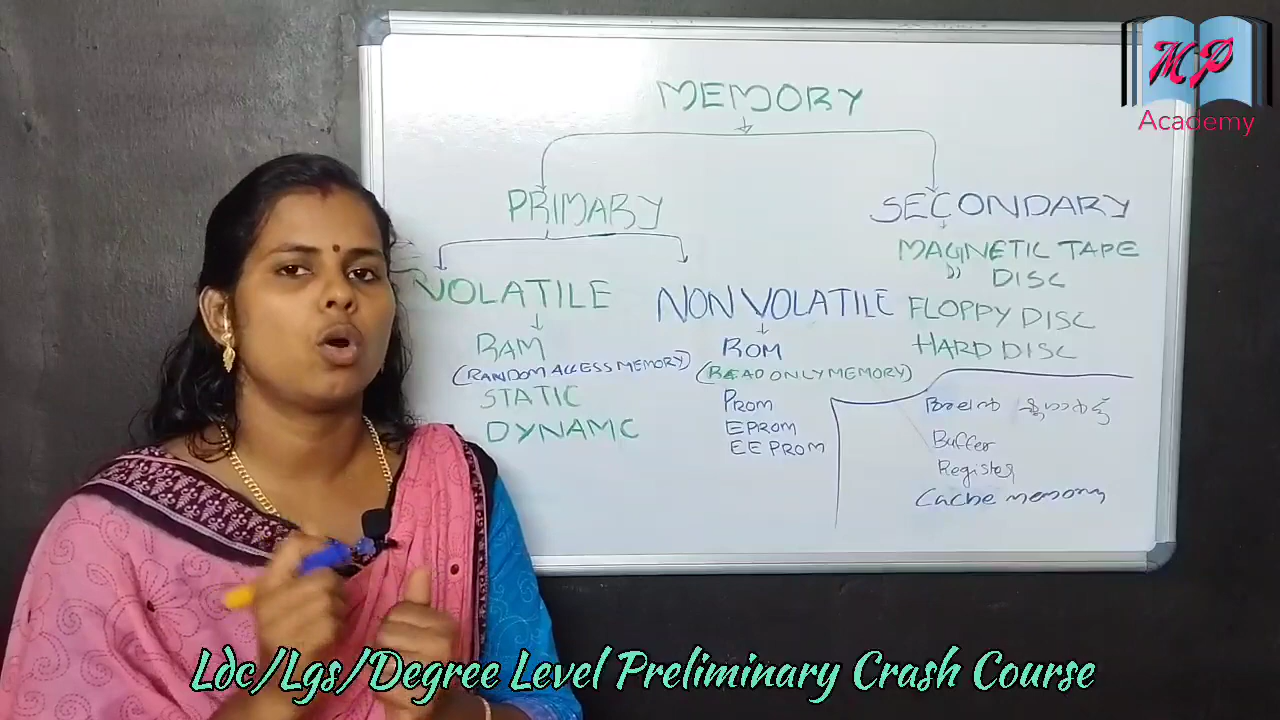 MP
Academy
MEMORY
PRIMARY
SECONDARY
VOLATILE
RAM
(RANDOM ACCESS MEMORY)
STATIC
DYNAMC
NON VOLATILE
ROM
(READ ONLY MEMORY)
PROM
EPROM
EEPROM
MAGNETIC TAPE
" DISC
FLOPPY DISC
HARD DISC
Buffer
Register
Cache memory
Ldc/Lgs/Degree Level Preliminary Crash Course